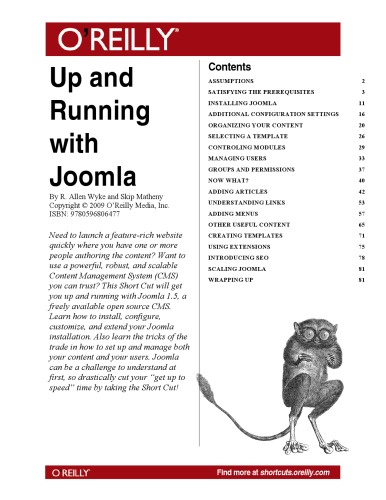 O'REILLY®
Up and
Running
with
Joomla
By R. Allen Wyke and Skip Matheny
Copyright © 2009 O'Reilly Media, Inc.
ISBN: 9780596806477
Need to launch a feature-rich website
quickly where you have one or more
people authoring the content? Want to
use a powerful, robust, and scalable
Content Management System (CMS)
you can trust? This Short Cut will get
you up and running with Joomla 1.5, a
freely available open source CMS.
Learn how to install, configure,
customize, and extend your Joomla
installation. Also learn the tricks of the
trade in how to set up and manage both
your content and your users. Joomla
can be a challenge to understand at
first, so drastically cut your “get up to
speed” time by taking the Short Cut!
Contents
ASSUMPTIONS 2
SATISFYING THE PREREQUISITES 3
INSTALLING JOOMLA 11
ADDITIONAL CONFIGURATION SETTINGS 16
ORGANIZING YOUR CONTENT 20
SELECTING A TEMPLATE 26
CONTROLING MODULES 29
MANAGING USERS 33
GROUPS AND PERMISSIONS 37
NOW WHAT? 40
ADDING ARTICLES 42
UNDERSTANDING LINKS 53
ADDING MENUS 57
OTHER USEFUL CONTENT 65
CREATING TEMPLATES 71
USING EXTENSIONS 75
INTRODUCING SEO 78
SCALING JOOMLA 81
WRAPPING UP 81
O'REILLY®
Find more at shortcuts.oreilly.com